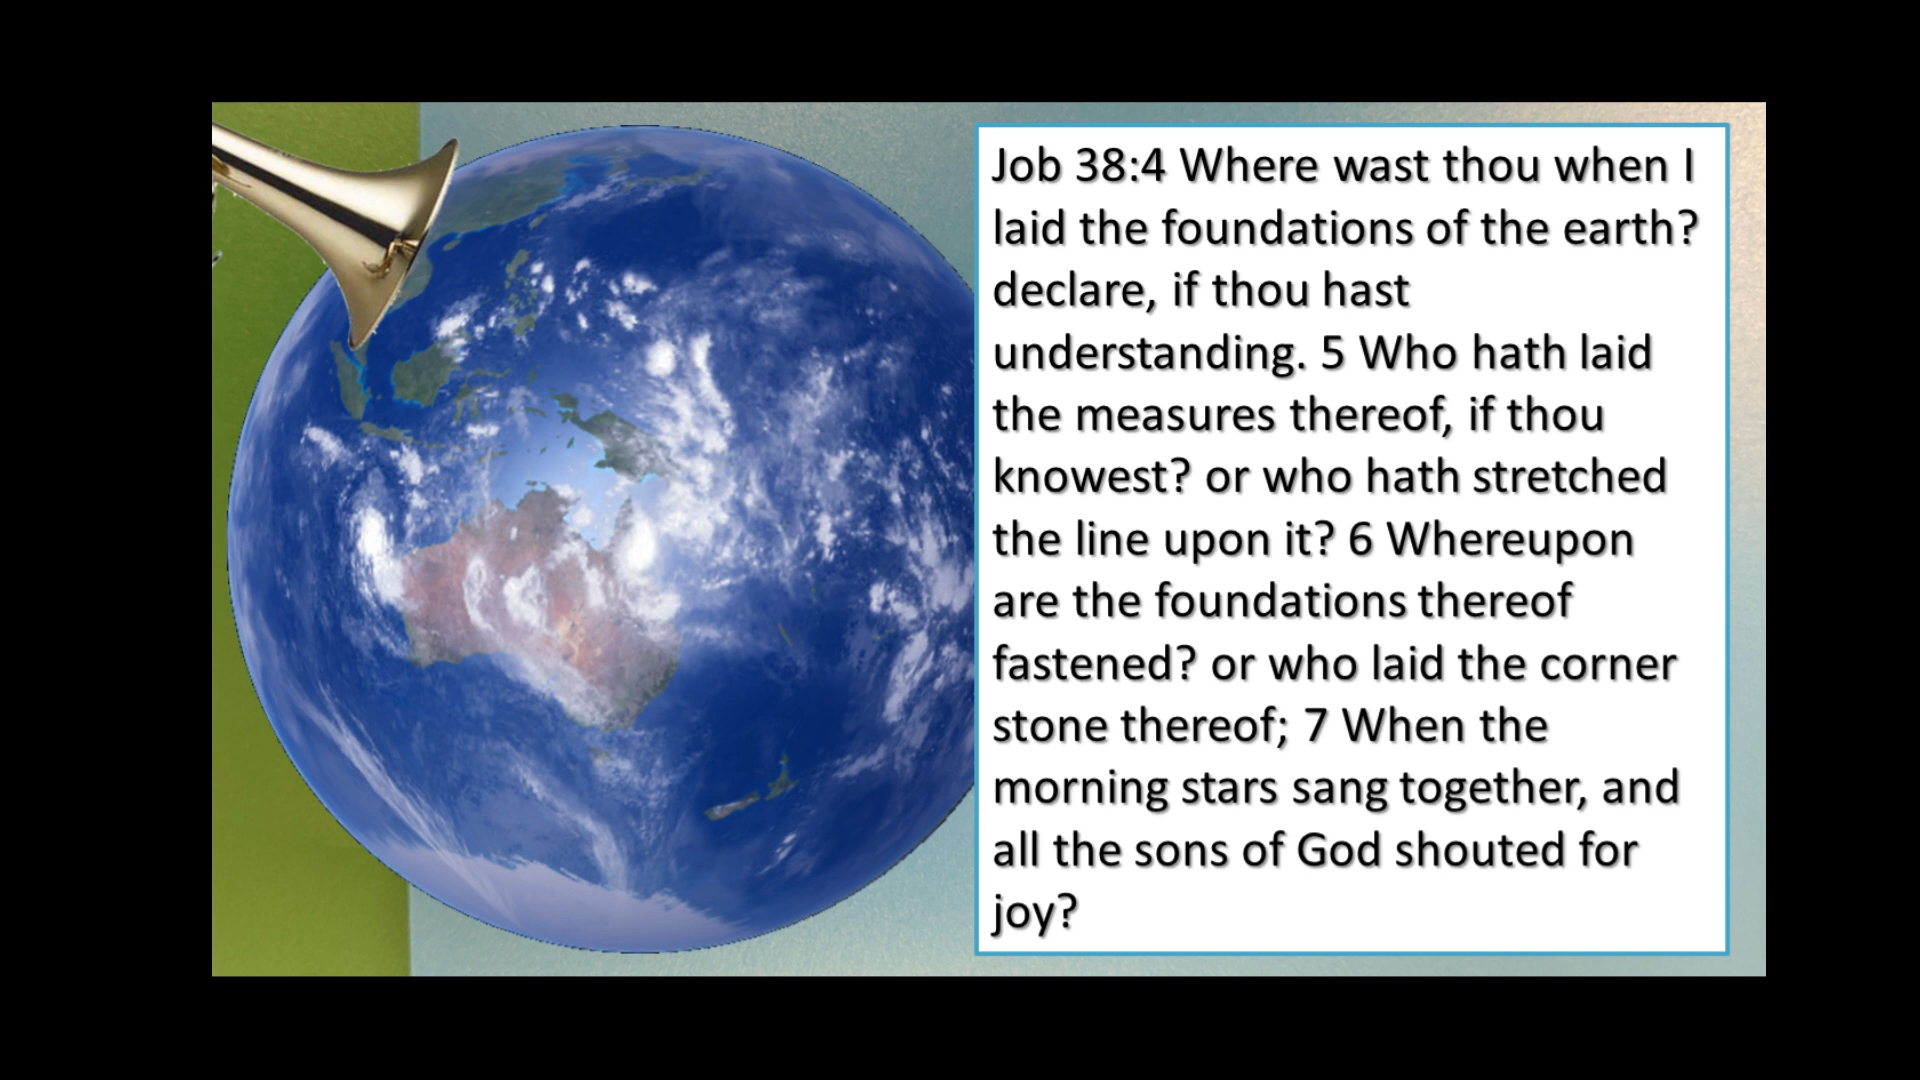 Job 38:4 Where wast thou when I
laid the foundations of the earth?
declare, if thou hast
understanding. 5 Who hath laid
the measures thereof, if thou
knowest? or who hath stretched
the line upon it? 6 Whereupon
are the foundations thereof
fastened? or who laid the corner
stone thereof; 7 When the
morning stars sang together, and
all the sons of God shouted for
joy?